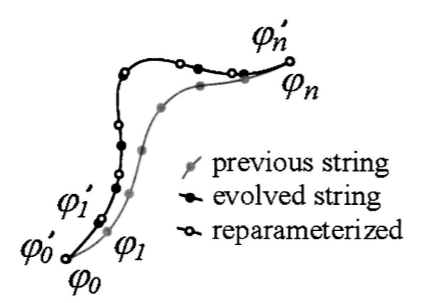 φₙ′
φₙ
previous string
evolved string
φ₁′
reparameterized
φ₀′
φ₁
φ₀